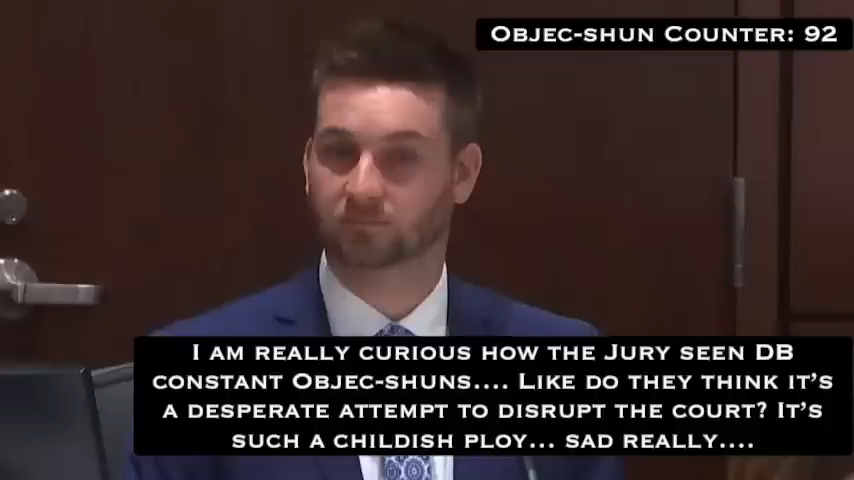 Objec-shun Counter: 92
I am really curious how the Jury seen DB
constant Objec-shuns.... Like do they think it's
a desperate attempt to disrupt the court? It's
such a childish ploy... sad really....